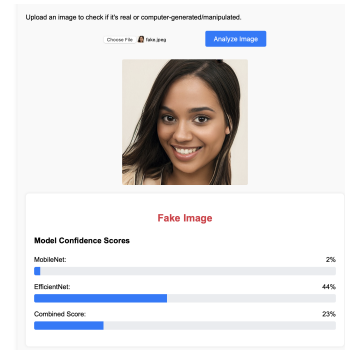 Upload an image to check if it's real or computer-generated/manipulated.
Choose File fake.jpeg Analyze Image
Fake Image
Model Confidence Scores
MobileNet: 2%
EfficientNet: 44%
Combined Score: 23%